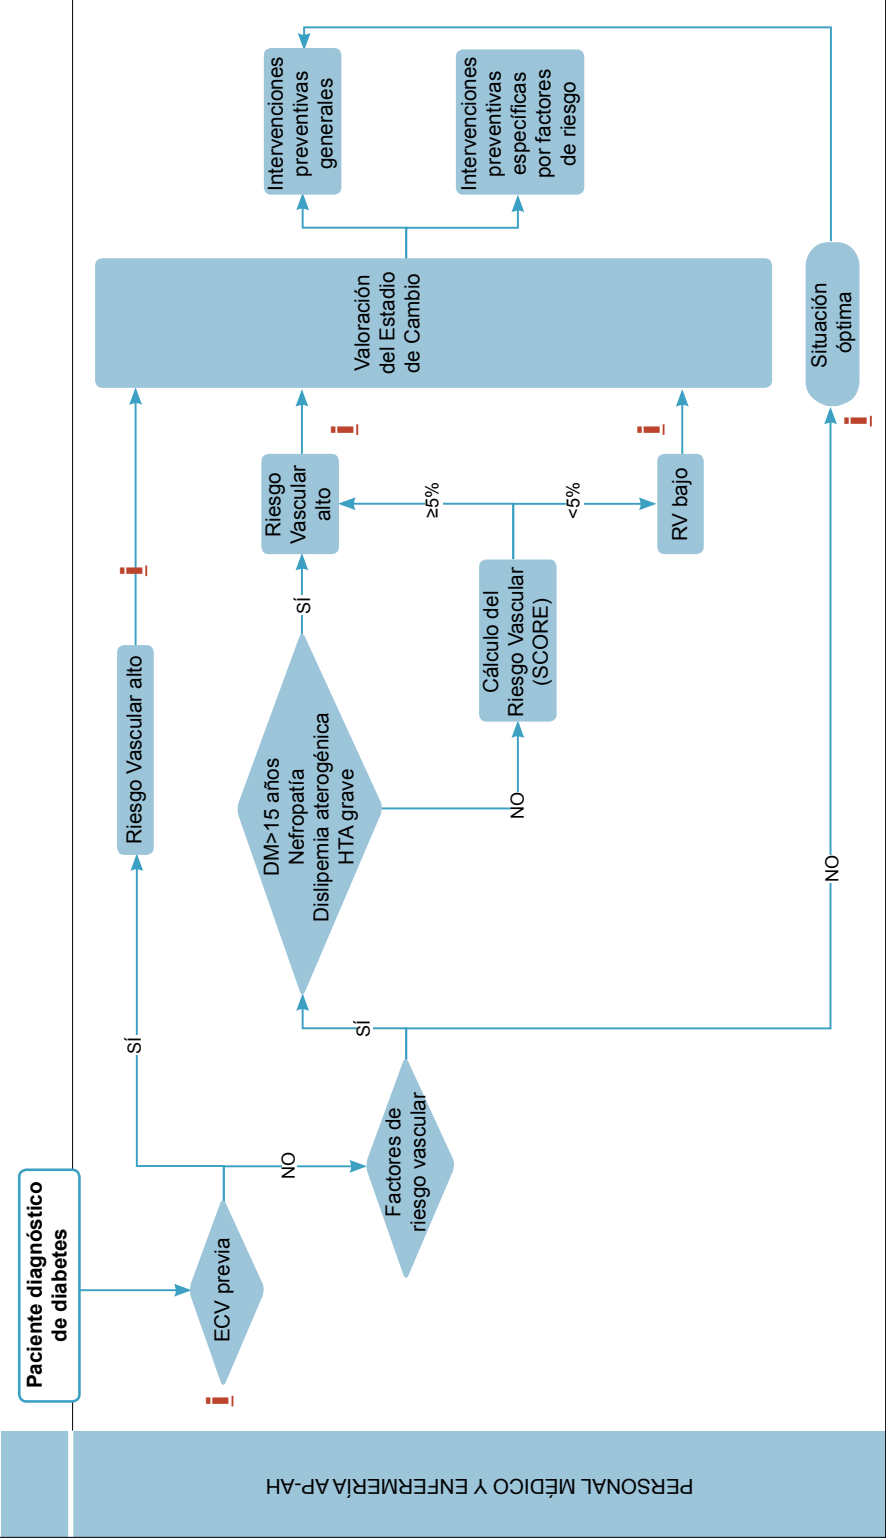 Paciente diagnóstico
de diabetes
PERSONAL MÉDICO Y ENFERMERÍA AP-AH
i
ECV previa
SÍ
NO
Riesgo Vascular alto
i
Factores de
riesgo vascular
SÍ
NO
DM>15 años
Nefropatía
Dislipemia aterogénica
HTA grave
SÍ
NO
Cálculo del
Riesgo Vascular
(SCORE)
≥5%
<5%
Riesgo
Vascular
alto
i
RV bajo
i
Valoración
del Estadio
de Cambio
Situación
óptima
i
Intervenciones
preventivas
generales
Intervenciones
preventivas
específicas
por factores
de riesgo